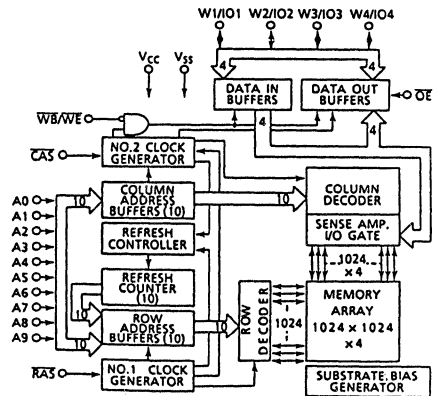 W1/IO1 W2/IO2 W3/IO3 W4/IO4
VCC VSS
4 4
DATA IN BUFFERS
DATA OUT BUFFERS
OE
WB/WE
4 4
CAS
NO.2 CLOCK GENERATOR
A0
A1
A2
A3
A4
A5
A6
A7
A8
A9
10
COLUMN ADDRESS BUFFERS (10)
10
COLUMN DECODER
SENSE AMP. I/O GATE
REFRESH CONTROLLER
1024 × 4
REFRESH COUNTER (10)
10
10
ROW ADDRESS BUFFERS (10)
10
ROW DECODER
1024
MEMORY ARRAY 1024 × 1024 × 4
RAS
NO.1 CLOCK GENERATOR
SUBSTRATE BIAS GENERATOR